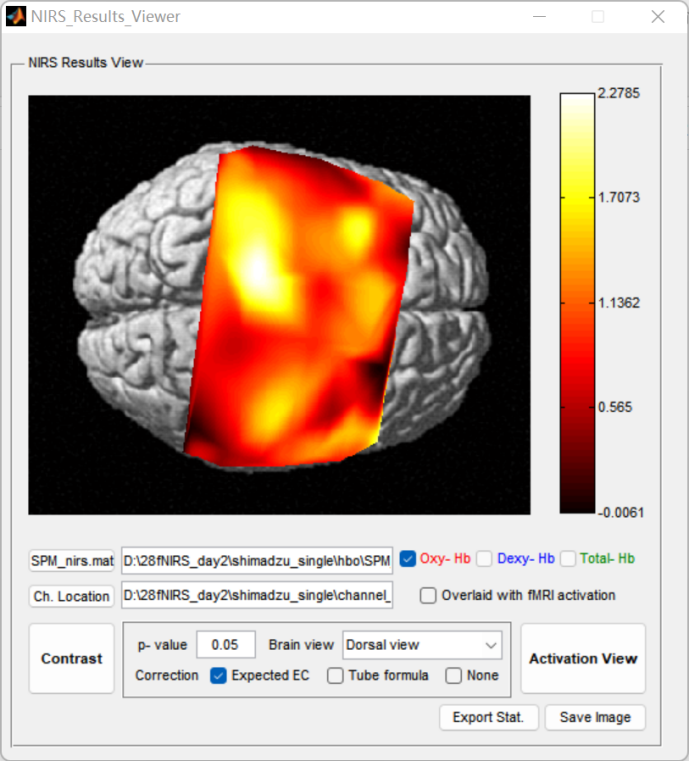 NIRS_Results_Viewer
NIRS Results View
2.2785
1.7073
1.1362
0.565
-0.0061
SPM_nirs.mat D:\28fNIRS_day2\shimadzu_single\hbo\SPM Oxy- Hb Dexy- Hb Total- Hb
Ch. Location D:\28fNIRS_day2\shimadzu_single\channel_ Overlaid with fMRI activation
Contrast
p- value 0.05 Brain view Dorsal view
Correction Expected EC Tube formula None
Activation View
Export Stat. Save Image